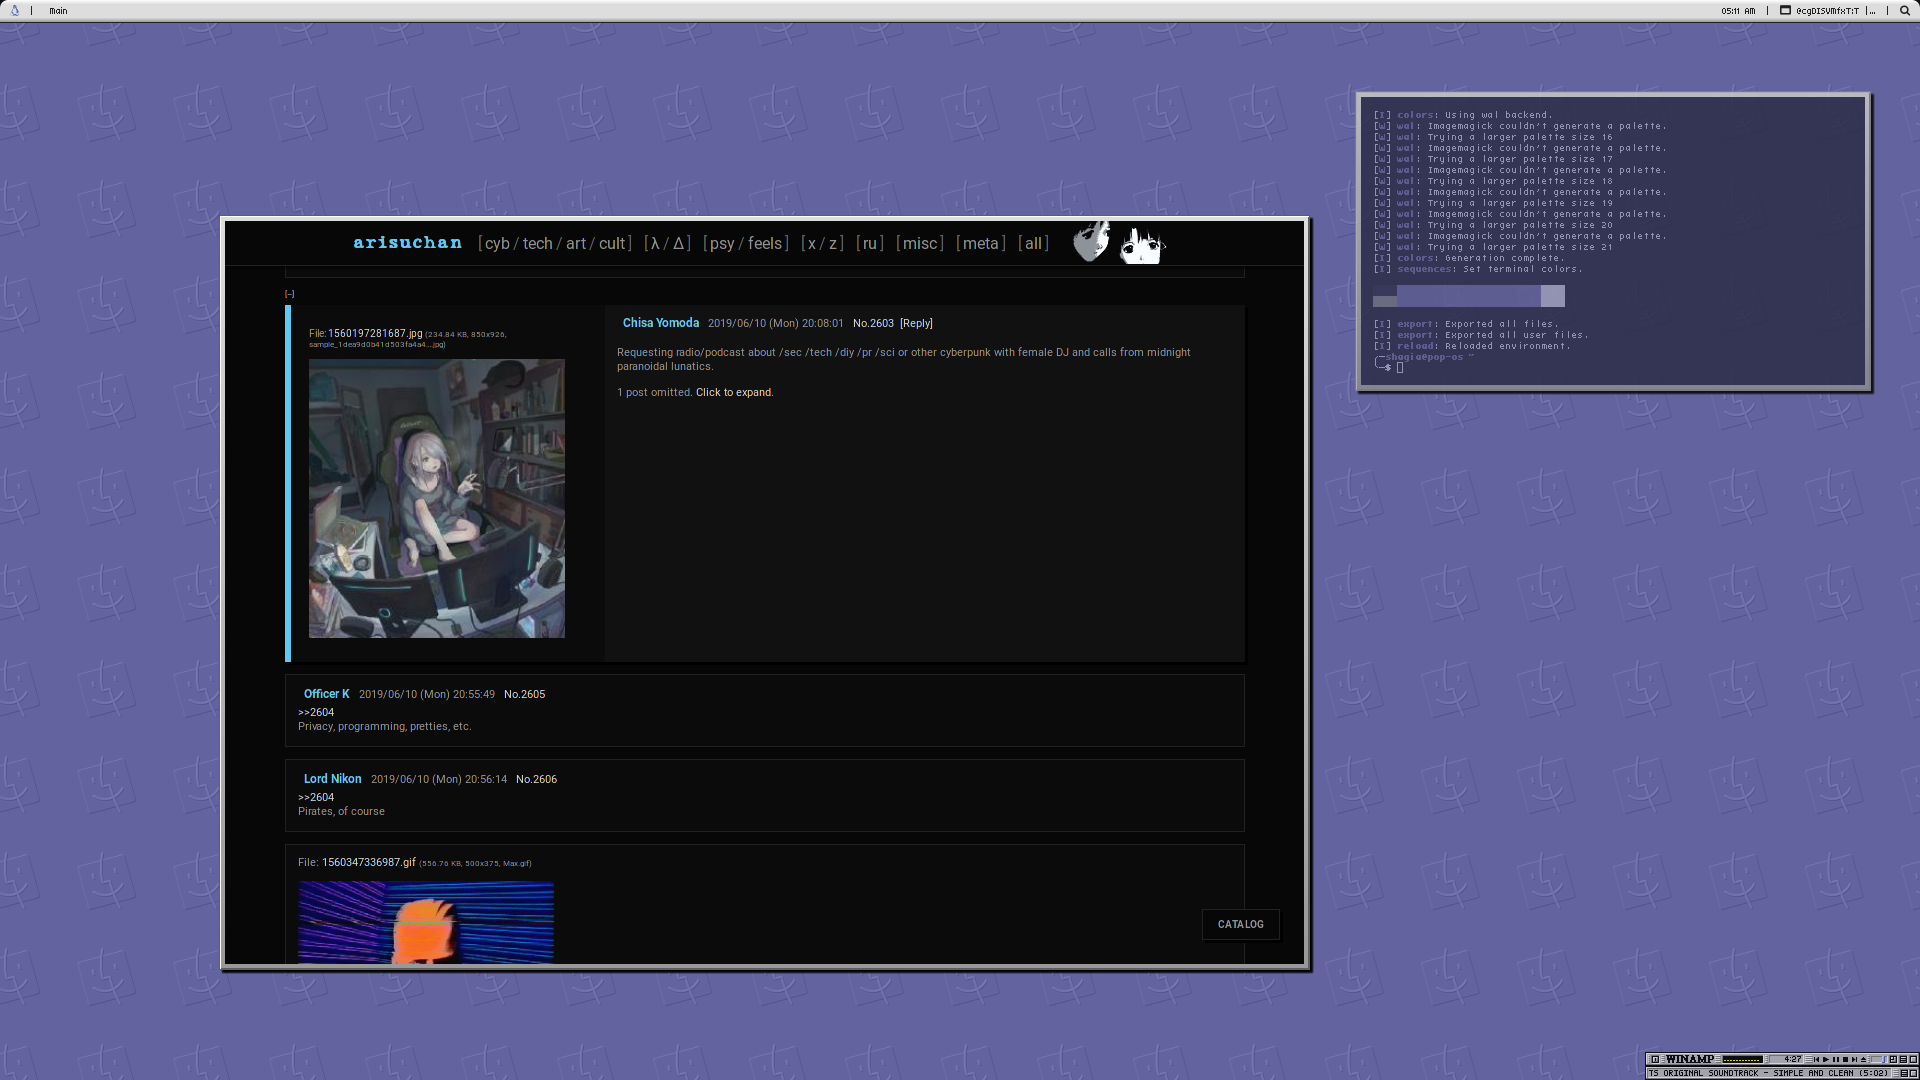 Main
05:11 AM | @cgDISVMfxT:T |…
arisuchan [cyb / tech / art / cult] [λ / Δ] [psy / feels] [x / z] [ru] [misc] [meta] [all]
[–]
File: 1560197281687.jpg (234.84 KB, 850x926,
sample_1dea9d0b41d503fa4a4….jpg)
Chisa Yomoda 2019/06/10 (Mon) 20:08:01 No.2603 [Reply]
Requesting radio/podcast about /sec /tech /diy /pr /sci or other cyberpunk with female DJ and calls from midnight
paranoidal lunatics.
1 post omitted. Click to expand.
Officer K 2019/06/10 (Mon) 20:55:49 No.2605
>>2604
Privacy, programming, pretties, etc.
Lord Nikon 2019/06/10 (Mon) 20:56:14 No.2606
>>2604
Pirates, of course
File: 1560347336987.gif (556.76 KB, 500x375, Max.gif)
CATALOG
[I] colors: Using wal backend.
[W] wal: Imagemagick couldn't generate a palette.
[W] wal: Trying a larger palette size 16
[W] wal: Imagemagick couldn't generate a palette.
[W] wal: Trying a larger palette size 17
[W] wal: Imagemagick couldn't generate a palette.
[W] wal: Trying a larger palette size 18
[W] wal: Imagemagick couldn't generate a palette.
[W] wal: Trying a larger palette size 19
[W] wal: Imagemagick couldn't generate a palette.
[W] wal: Trying a larger palette size 20
[W] wal: Imagemagick couldn't generate a palette.
[W] wal: Trying a larger palette size 21
[I] colors: Generation complete.
[I] sequences: Set terminal colors.
[I] export: Exported all files.
[I] export: Exported all user files.
[I] reload: Reloaded environment.
╭─shagia@pop-os ~
╰─$
WINAMP 4:27
TS ORIGINAL SOUNDTRACK - SIMPLE AND CLEAN (5:02)